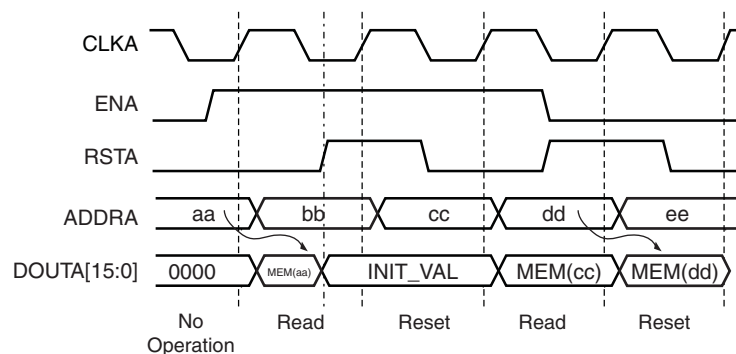 CLKA
ENA
RSTA
ADDRA aa bb cc dd ee
DOUTA[15:0] 0000 MEM(aa) INIT_VAL MEM(cc) MEM(dd)
No Read Reset Read Reset
Operation